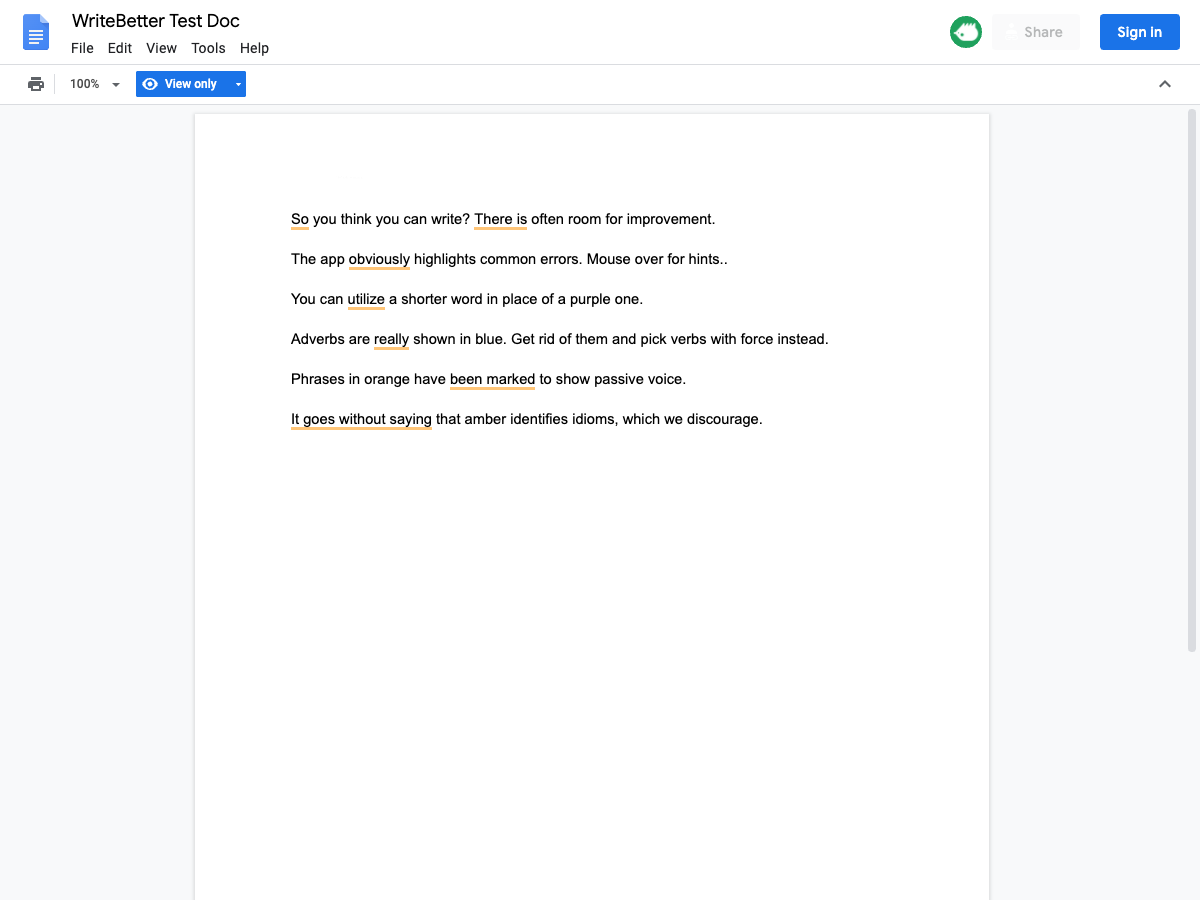 WriteBetter Test Doc
File Edit View Tools Help
Share
Sign in
100%
View only
So you think you can write? There is often room for improvement.
The app obviously highlights common errors. Mouse over for hints..
You can utilize a shorter word in place of a purple one.
Adverbs are really shown in blue. Get rid of them and pick verbs with force instead.
Phrases in orange have been marked to show passive voice.
It goes without saying that amber identifies idioms, which we discourage.